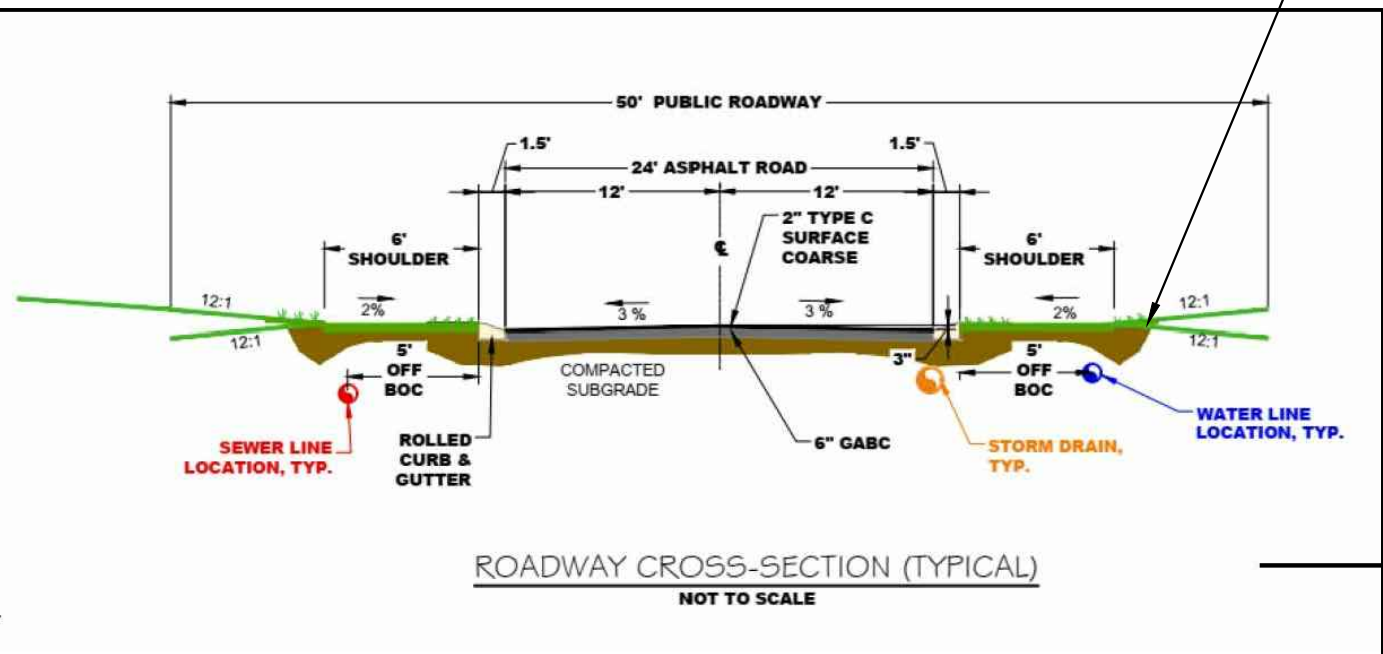 50' PUBLIC ROADWAY
1.5'
1.5'
24' ASPHALT ROAD
12'
12'
2" TYPE C
SURFACE
COARSE
6'
SHOULDER
6'
SHOULDER
℄
12:1
2%
3 %
3 %
2%
12:1
12:1
12:1
5'
OFF
BOC
COMPACTED
SUBGRADE
3"
5'
OFF
BOC
SEWER LINE
LOCATION, TYP.
ROLLED
CURB &
GUTTER
6" GABC
STORM DRAIN,
TYP.
WATER LINE
LOCATION, TYP.
ROADWAY CROSS-SECTION (TYPICAL)
NOT TO SCALE